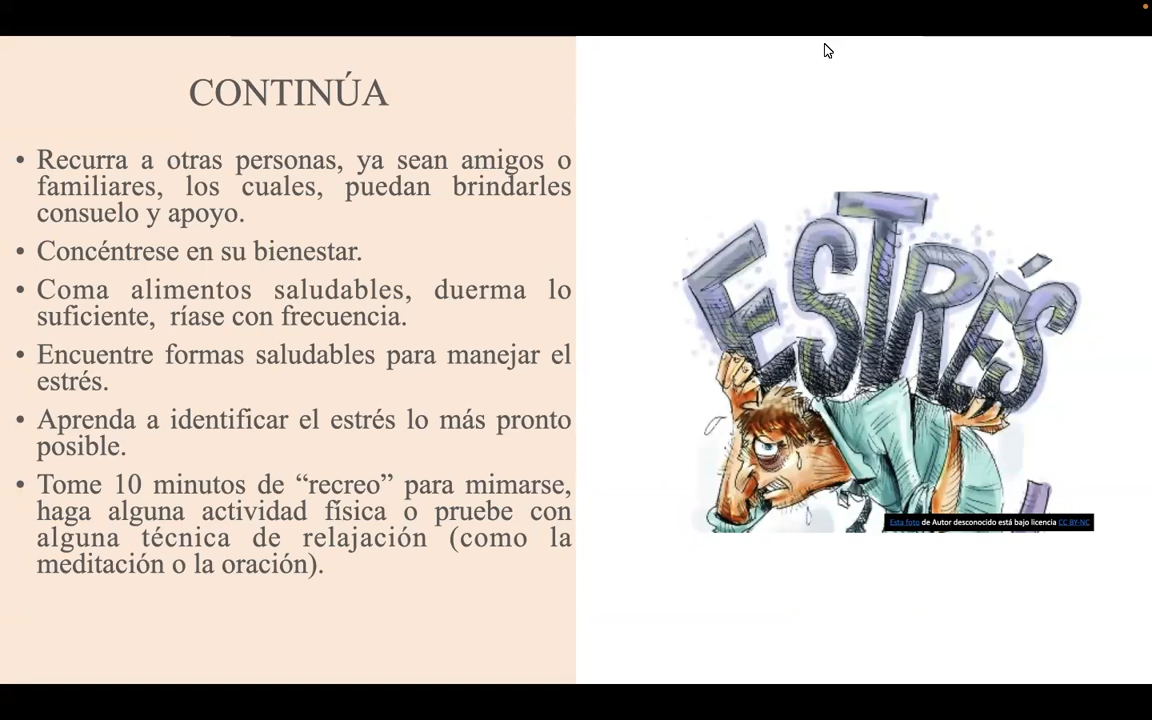 CONTINÚA
• Recurra a otras personas, ya sean amigos o
familiares, los cuales, puedan brindarles
consuelo y apoyo.
• Concéntrese en su bienestar.
• Coma alimentos saludables, duerma lo
suficiente, ríase con frecuencia.
• Encuentre formas saludables para manejar el
estrés.
• Aprenda a identificar el estrés lo más pronto
posible.
• Tome 10 minutos de “recreo” para mimarse,
haga alguna actividad física o pruebe con
alguna técnica de relajación (como la
meditación o la oración).
ESTRÉS
Esta foto de Autor desconocido está bajo licencia CC BY-NC